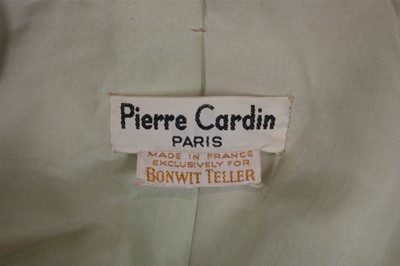 Pierre Cardin
PARIS
MADE IN FRANCE
EXCLUSIVELY FOR
BONWIT TELLER